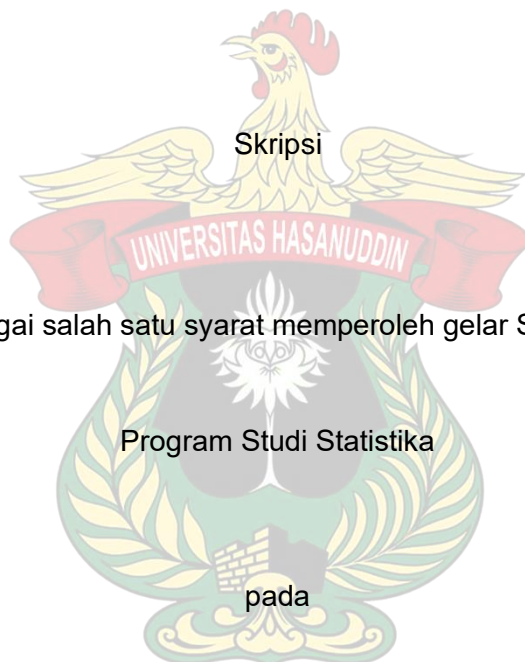 Skripsi
UNIVERSITAS HASANUDDIN
gai salah satu syarat memperoleh gelar S
Program Studi Statistika
pada